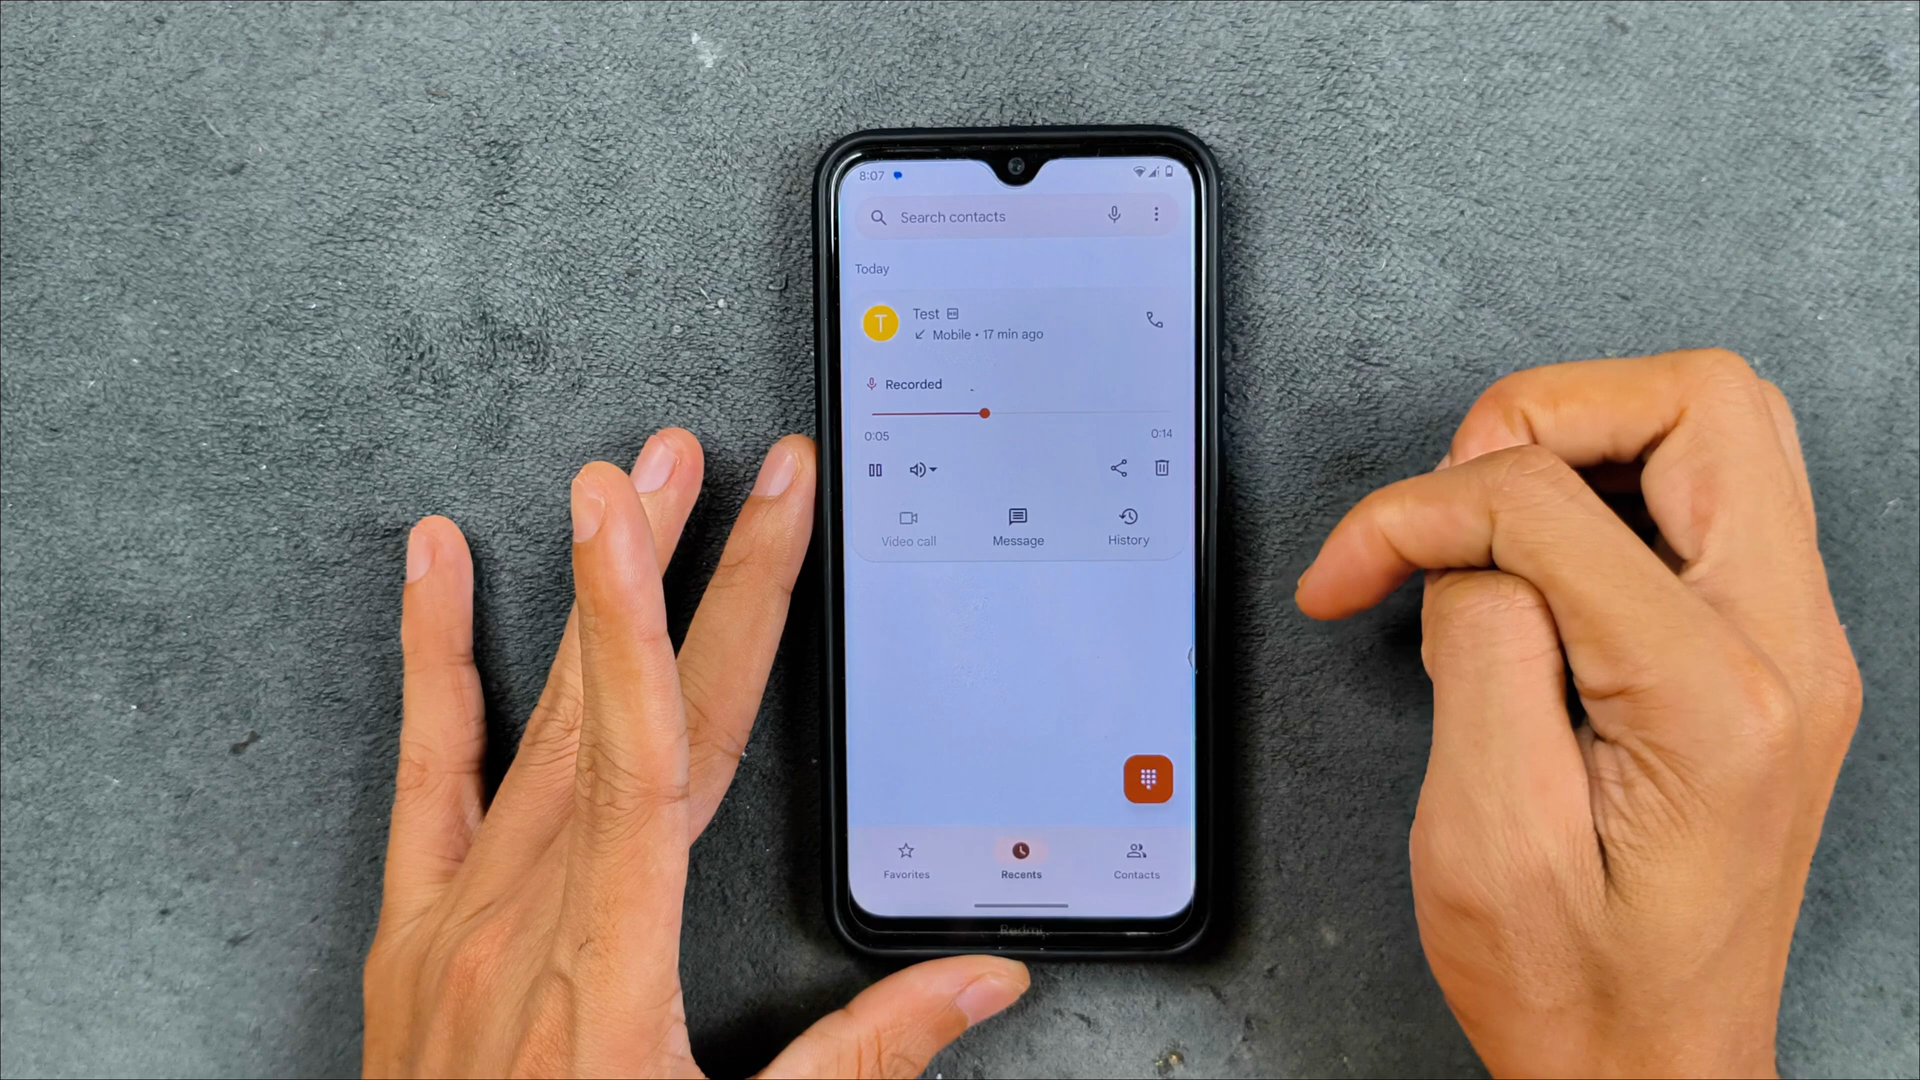 8:07
Search contacts
Today
T
Test
Mobile • 17 min ago
Recorded
0:05 0:14
Video call Message History
Favorites Recents Contacts
Redmi